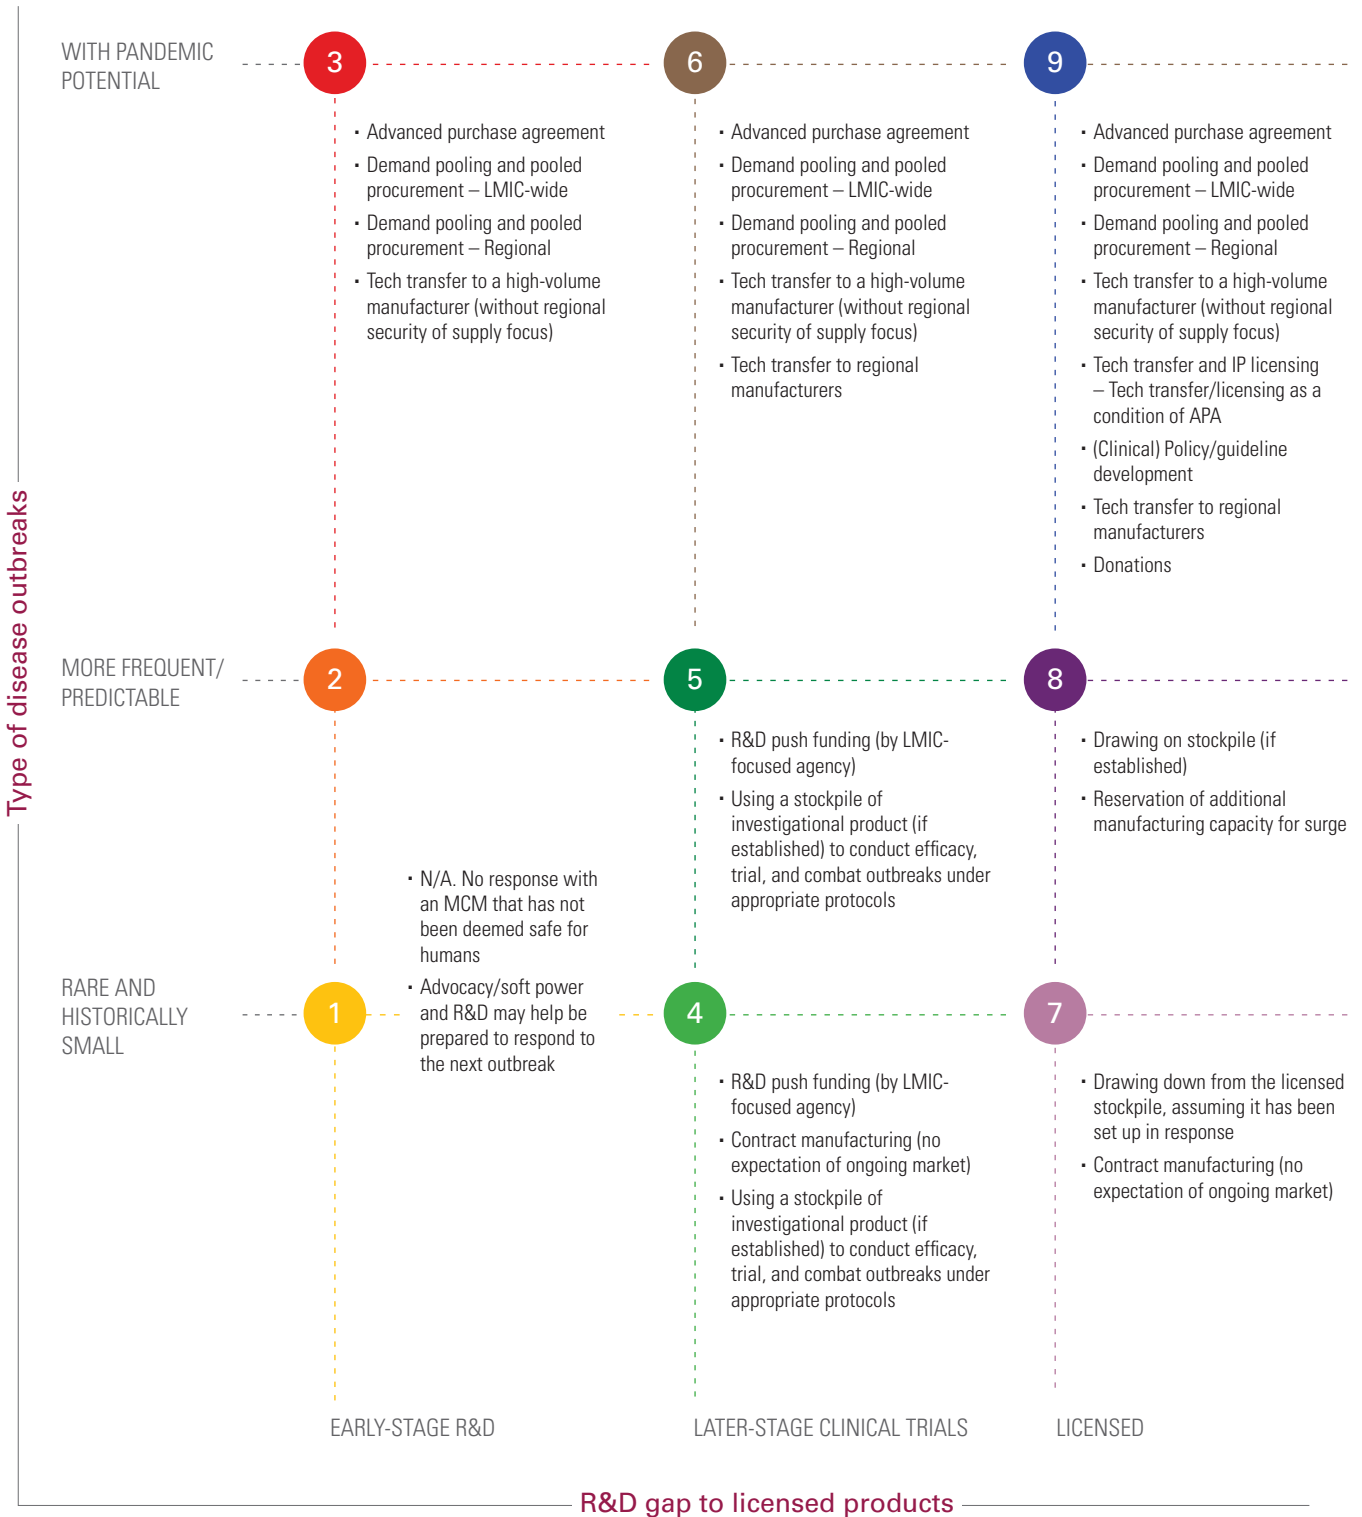 Type of disease outbreaks
WITH PANDEMIC
POTENTIAL
3
· Advanced purchase agreement
· Demand pooling and pooled
procurement – LMIC-wide
· Demand pooling and pooled
procurement – Regional
· Tech transfer to a high-volume
manufacturer (without regional
security of supply focus)
6
· Advanced purchase agreement
· Demand pooling and pooled
procurement – LMIC-wide
· Demand pooling and pooled
procurement – Regional
· Tech transfer to a high-volume
manufacturer (without regional
security of supply focus)
· Tech transfer to regional
manufacturers
9
· Advanced purchase agreement
· Demand pooling and pooled
procurement – LMIC-wide
· Demand pooling and pooled
procurement – Regional
· Tech transfer to a high-volume
manufacturer (without regional
security of supply focus)
· Tech transfer and IP licensing
– Tech transfer/licensing as a
condition of APA
· (Clinical) Policy/guideline
development
· Tech transfer to regional
manufacturers
· Donations
MORE FREQUENT/
PREDICTABLE
2
5
· R&D push funding (by LMIC-
focused agency)
· Using a stockpile of
investigational product (if
established) to conduct efficacy,
trial, and combat outbreaks under
appropriate protocols
8
· Drawing on stockpile (if
established)
· Reservation of additional
manufacturing capacity for surge
· N/A. No response with
an MCM that has not
been deemed safe for
humans
· Advocacy/soft power
and R&D may help be
prepared to respond to
the next outbreak
RARE AND
HISTORICALLY
SMALL
1
4
· R&D push funding (by LMIC-
focused agency)
· Contract manufacturing (no
expectation of ongoing market)
· Using a stockpile of
investigational product (if
established) to conduct efficacy,
trial, and combat outbreaks under
appropriate protocols
7
· Drawing down from the licensed
stockpile, assuming it has been
set up in response
· Contract manufacturing (no
expectation of ongoing market)
EARLY-STAGE R&D
LATER-STAGE CLINICAL TRIALS
LICENSED
R&D gap to licensed products